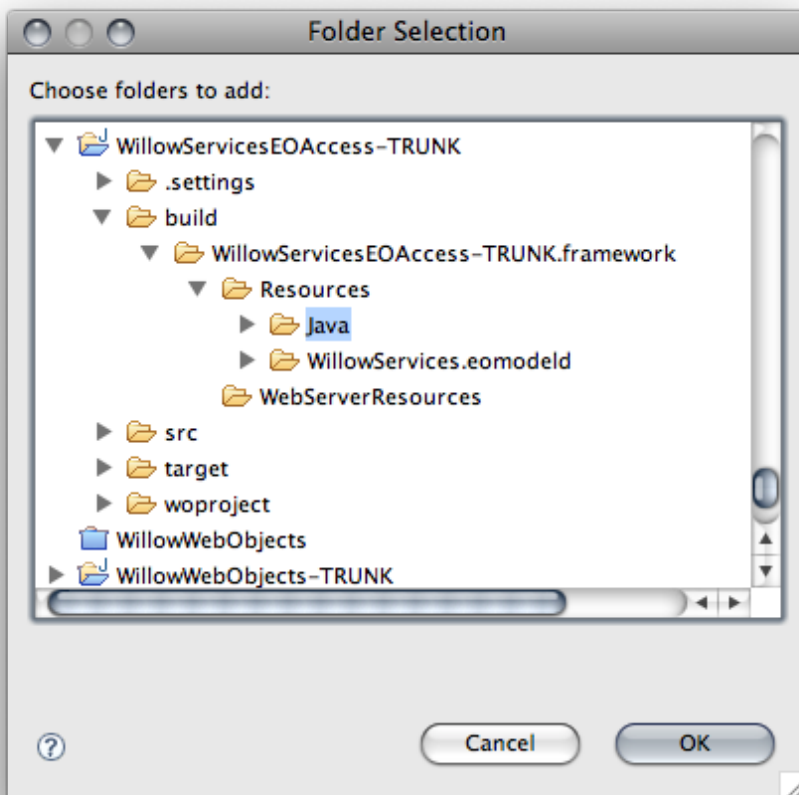 Folder Selection
Choose folders to add:
WillowServicesEOAccess-TRUNK
.settings
build
WillowServicesEOAccess-TRUNK.framework
Resources
Java
WillowServices.eomodeld
WebServerResources
src
target
woproject
WillowWebObjects
WillowWebObjects-TRUNK
?
Cancel OK